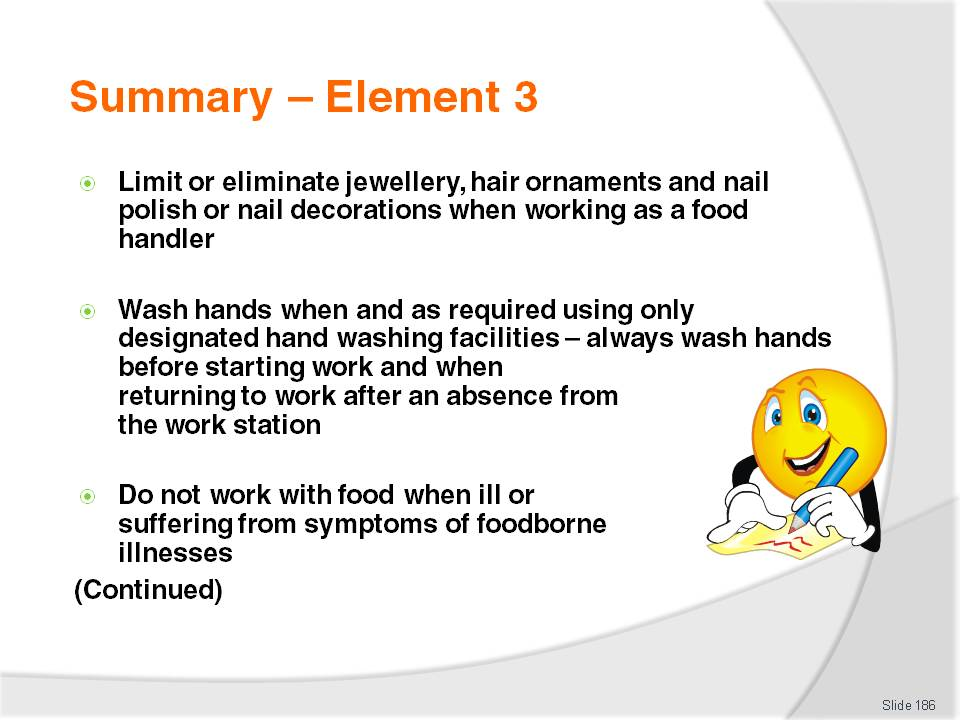 Summary – Element 3
Limit or eliminate jewellery, hair ornaments and nail
polish or nail decorations when working as a food
handler
Wash hands when and as required using only
designated hand washing facilities – always wash hands
before starting work and when
returning to work after an absence from
the work station
Do not work with food when ill or
suffering from symptoms of foodborne
illnesses
(Continued)
Slide 186